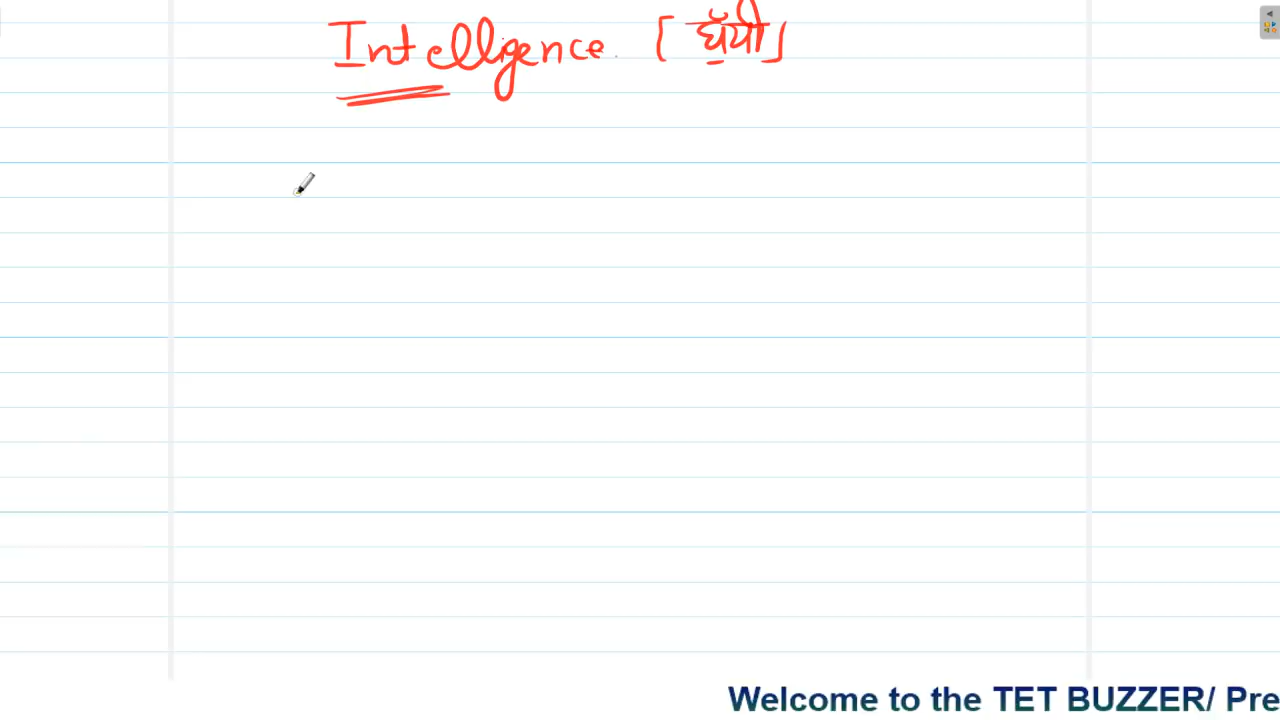 Intelligence. [ ਬੁੱਧੀ ]
Welcome to the TET BUZZER/ Pre